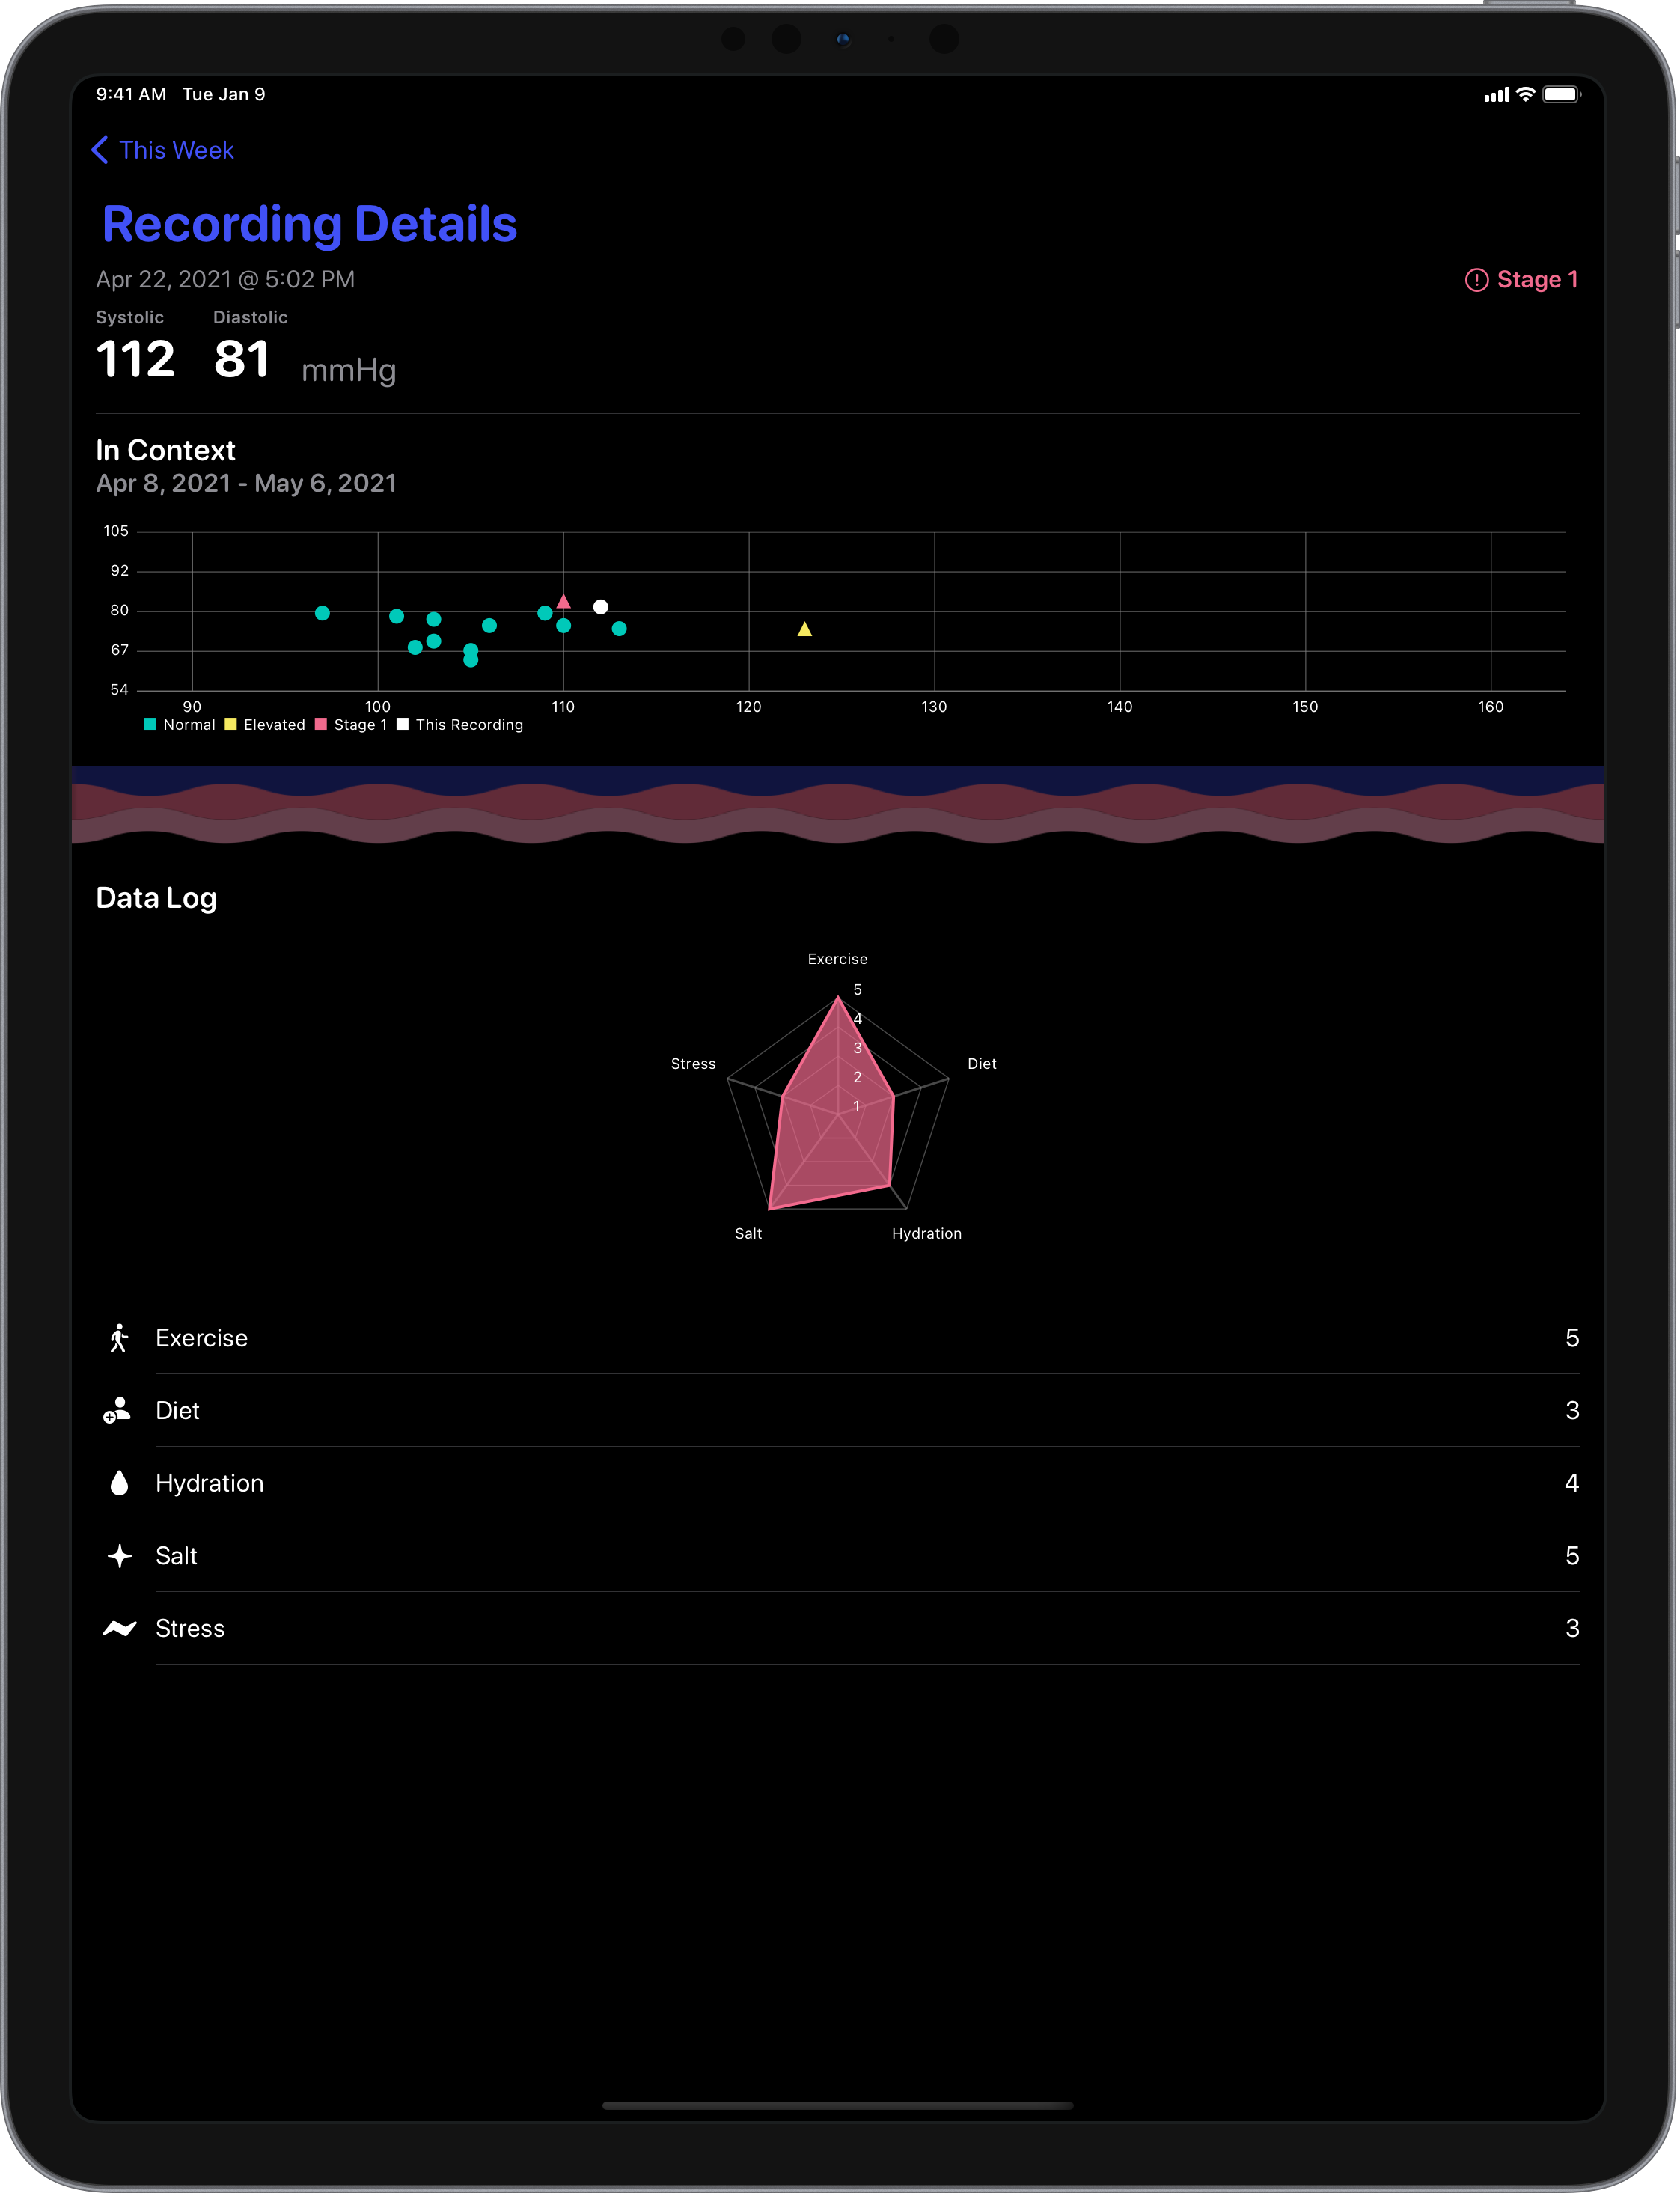 9:41 AM Tue Jan 9
This Week
Recording Details
Apr 22, 2021 @ 5:02 PM
Stage 1
Systolic Diastolic
112 81 mmHg
In Context
Apr 8, 2021 - May 6, 2021
105
92
80
67
54
90 100 110 120 130 140 150 160
Normal Elevated Stage 1 This Recording
Data Log
Exercise
5
4
3
Stress Diet
2
1
Salt Hydration
Exercise 5
Diet 3
Hydration 4
Salt 5
Stress 3